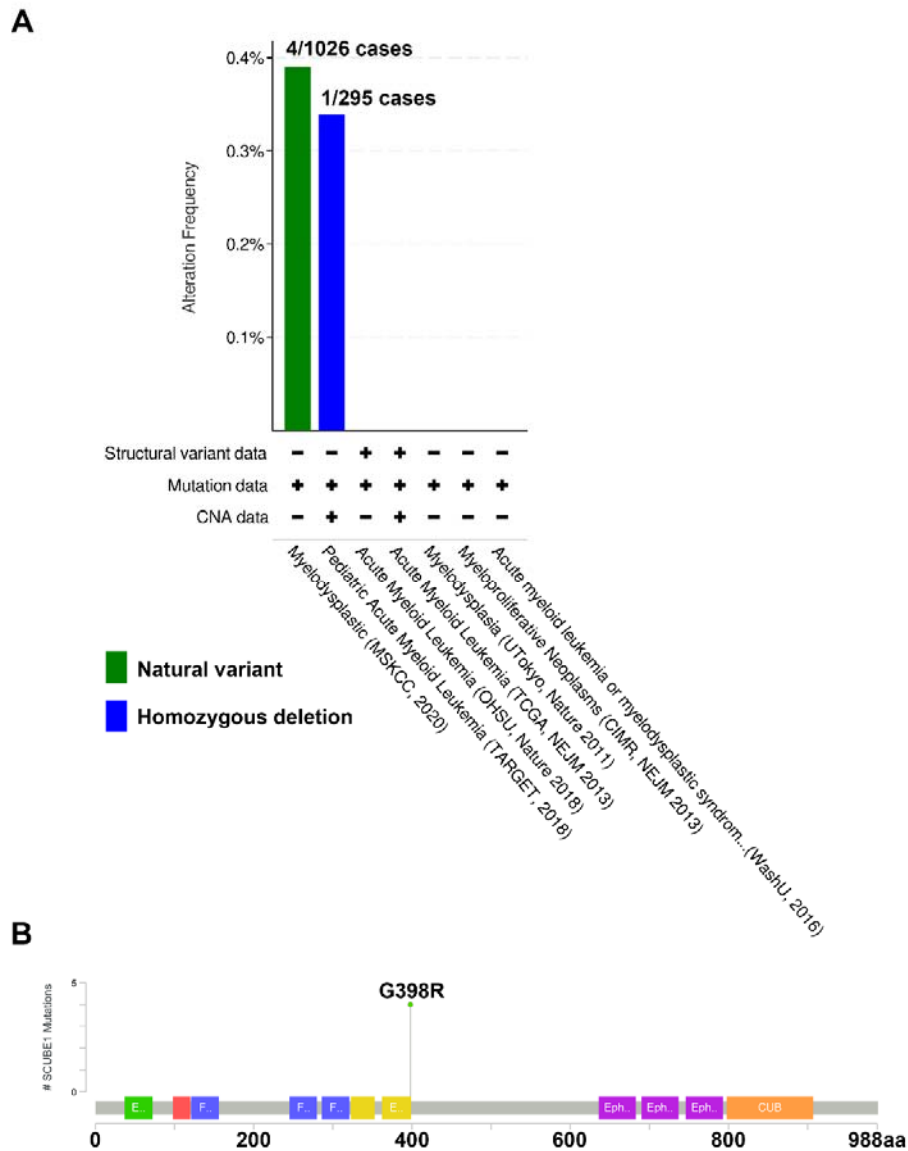 A
4/1026 cases
0.4%
1/295 cases
0.3%
0.2%
0.1%
Alteration Frequency
Structural variant data − − + + − − −
Mutation data + + + + + + +
CNA data − + − + − − −
Myelodysplastic (MSKCC, 2020)
Pediatric Acute Myeloid Leukemia (TARGET, 2018)
Acute Myeloid Leukemia (OHSU, Nature 2018)
Acute Myeloid Leukemia (TCGA, NEJM 2013)
Myelodysplasia (UTokyo, Nature 2011)
Myeloproliferative Neoplasms (CIMR, NEJM 2013)
Acute myeloid leukemia or myelodysplastic syndrom...(WashU, 2016)
Natural variant
Homozygous deletion
B
# SCUBE1 Mutations
5
G398R
0
E.. F.. F.. F.. E.. Eph.. Eph.. Eph.. CUB
0 200 400 600 800 988aa